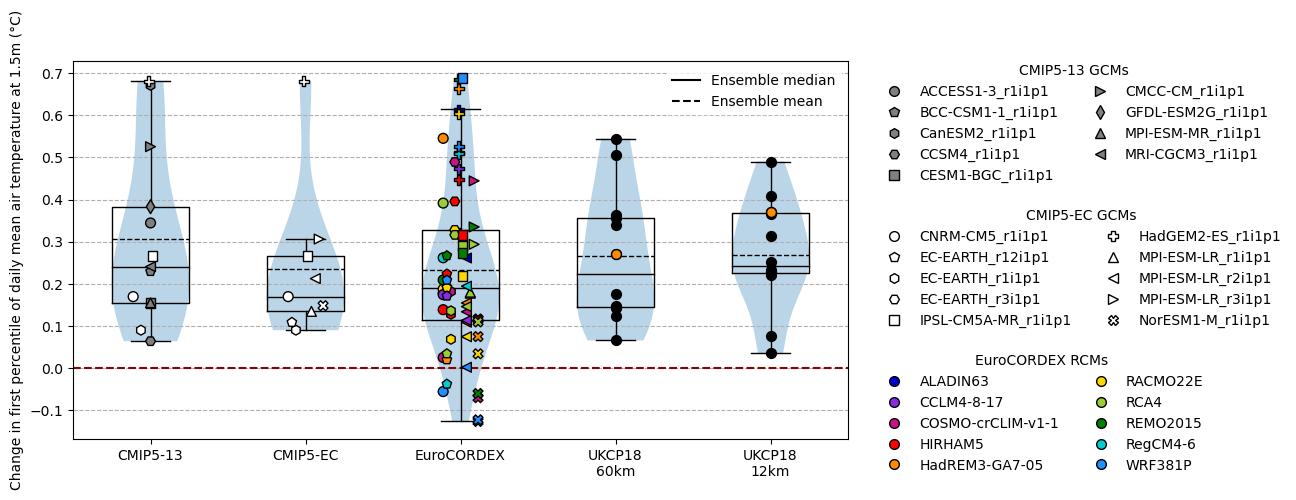 Change in first percentile of daily mean air temperature at 1.5m (°C)
0.7
0.6
0.5
0.4
0.3
0.2
0.1
0.0
−0.1
Ensemble median
Ensemble mean
CMIP5-13
CMIP5-EC
EuroCORDEX
UKCP18
60km
UKCP18
12km
CMIP5-13 GCMs
ACCESS1-3_r1i1p1
BCC-CSM1-1_r1i1p1
CanESM2_r1i1p1
CCSM4_r1i1p1
CESM1-BGC_r1i1p1
CMCC-CM_r1i1p1
GFDL-ESM2G_r1i1p1
MPI-ESM-MR_r1i1p1
MRI-CGCM3_r1i1p1
CMIP5-EC GCMs
CNRM-CM5_r1i1p1
EC-EARTH_r12i1p1
EC-EARTH_r1i1p1
EC-EARTH_r3i1p1
IPSL-CM5A-MR_r1i1p1
HadGEM2-ES_r1i1p1
MPI-ESM-LR_r1i1p1
MPI-ESM-LR_r2i1p1
MPI-ESM-LR_r3i1p1
NorESM1-M_r1i1p1
EuroCORDEX RCMs
ALADIN63
CCLM4-8-17
COSMO-crCLIM-v1-1
HIRHAM5
HadREM3-GA7-05
RACMO22E
RCA4
REMO2015
RegCM4-6
WRF381P